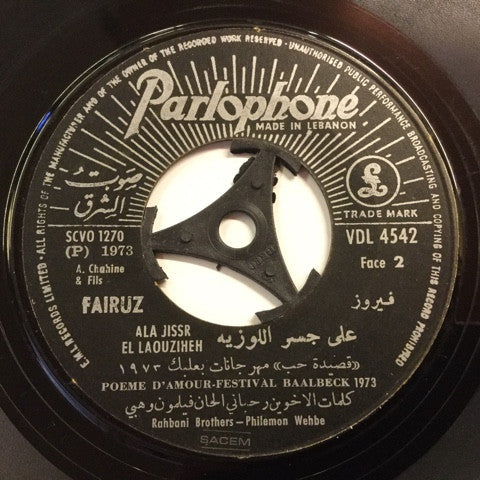 ALL RIGHTS OF THE MANUFACTURER AND OF THE OWNER OF THE RECORDED WORK RESERVED - UNAUTHORISED PUBLIC PERFORMANCE BROADCASTING AND COPYING OF THIS RECORD PROHIBITED
E.M.I. RECORDS LIMITED
Parlophone
MADE IN LEBANON
صوت الشرق
£
TRADE MARK
SCVO 1270
(P) 1973
VDL 4542
A. Chahine
& Fils
Face 2
FAIRUZ
فيروز
ALA JISSR
EL LAOUZIHEH
على جسر اللوزيه
«قصيدة حب» مهرجانات بعلبك ١٩٧٣
POEME D'AMOUR-FESTIVAL BAALBECK 1973
كلمات الاخوين رحباني الحان فيلمون وهبي
Rahbani Brothers-Philemon Wehbe
SACEM